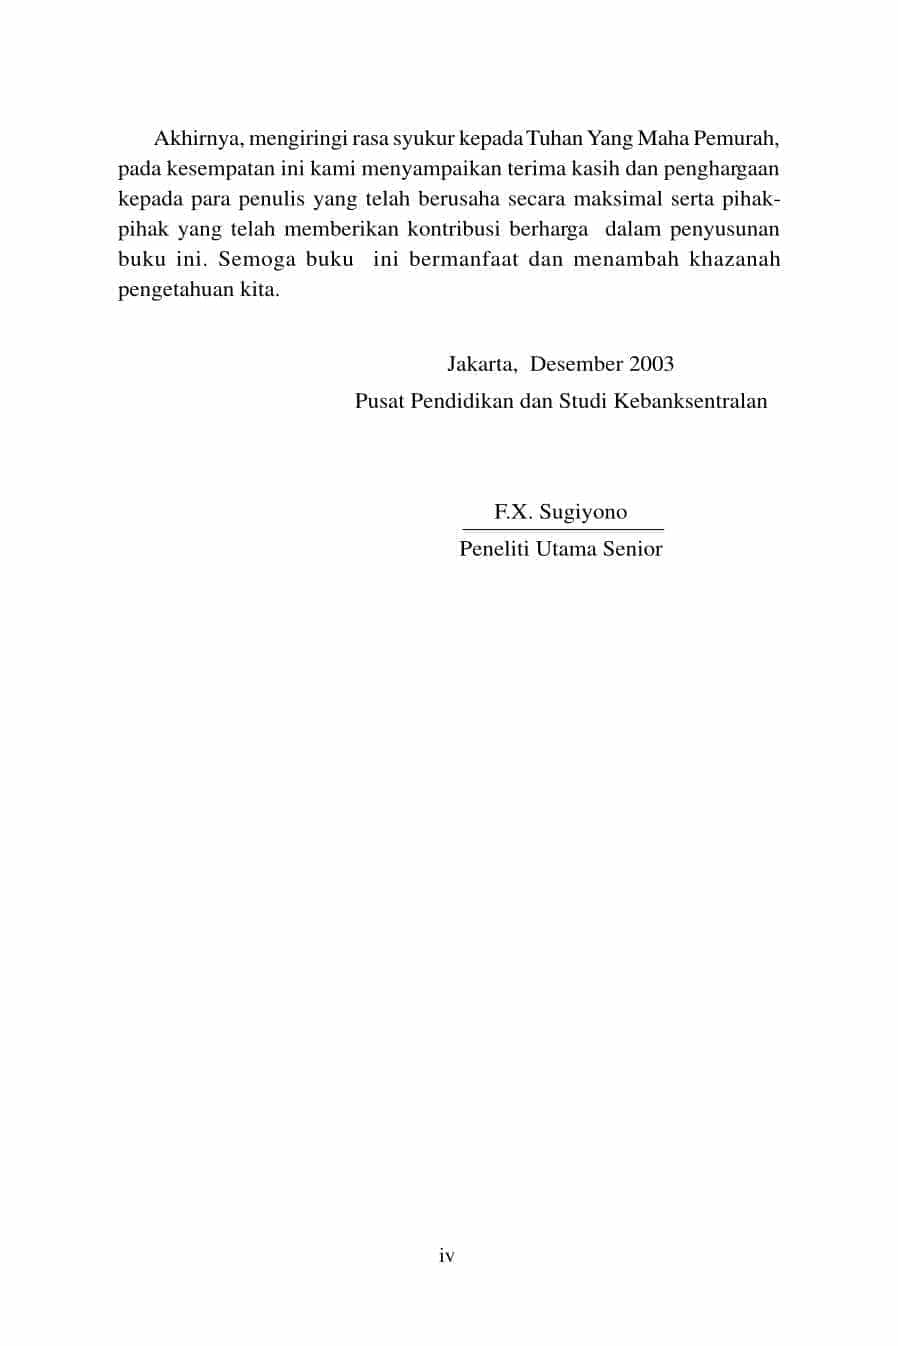 Akhirnya, mengiringi rasa syukur kepada Tuhan Yang Maha Pemurah,
pada kesempatan ini kami menyampaikan terima kasih dan penghargaan
kepada para penulis yang telah berusaha secara maksimal serta pihak-
pihak yang telah memberikan kontribusi berharga dalam penyusunan
buku ini. Semoga buku ini bermanfaat dan menambah khazanah
pengetahuan kita.
Jakarta, Desember 2003
Pusat Pendidikan dan Studi Kebanksentralan
F.X. Sugiyono
Peneliti Utama Senior
iv